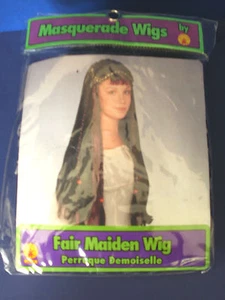 Masquerade Wigs
by
Fair Maiden Wig
Perruque Demoiselle